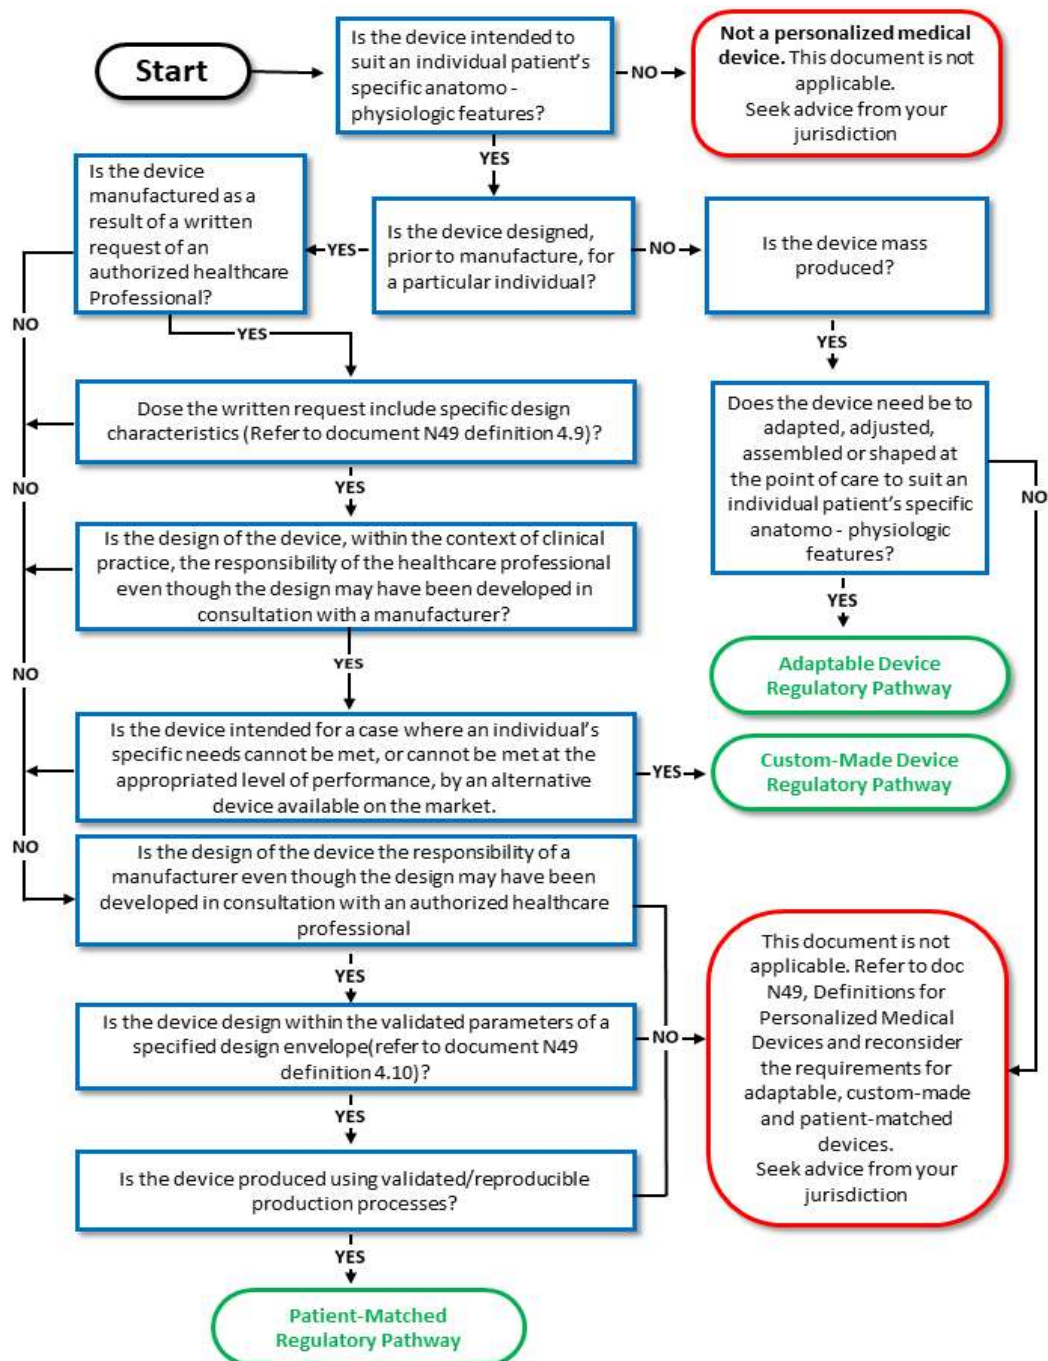 Start
Is the device intended to
suit an individual patient's
specific anatomo -
physiologic features?
NO
Not a personalized medical
device. This document is not
applicable.
Seek advice from your
jurisdiction
YES
Is the device
manufactured as a
result of a written
request of an
authorized healthcare
Professional?
YES
Is the device designed,
prior to manufacture, for
a particular individual?
NO
Is the device mass
produced?
NO
YES
YES
Dose the written request include specific design
characteristics (Refer to document N49 definition 4.9)?
Does the device need be to
adapted, adjusted,
assembled or shaped at
the point of care to suit an
individual patient's specific
anatomo - physiologic
features?
NO
NO
YES
Is the design of the device, within the context of clinical
practice, the responsibility of the healthcare professional
even though the design may have been developed in
consultation with a manufacturer?
YES
NO
YES
Adaptable Device
Regulatory Pathway
Is the device intended for a case where an individual's
specific needs cannot be met, or cannot be met at the
appropriated level of performance, by an alternative
device available on the market.
YES
Custom-Made Device
Regulatory Pathway
NO
Is the design of the device the responsibility of a
manufacturer even though the design may have been
developed in consultation with an authorized healthcare
professional
YES
Is the device design within the validated parameters of a
specified design envelope(refer to document N49
definition 4.10)?
NO
This document is not
applicable. Refer to doc
N49, Definitions for
Personalized Medical
Devices and reconsider
the requirements for
adaptable, custom-made
and patient-matched
devices.
Seek advice from your
jurisdiction
YES
Is the device produced using validated/reproducible
production processes?
YES
Patient-Matched
Regulatory Pathway